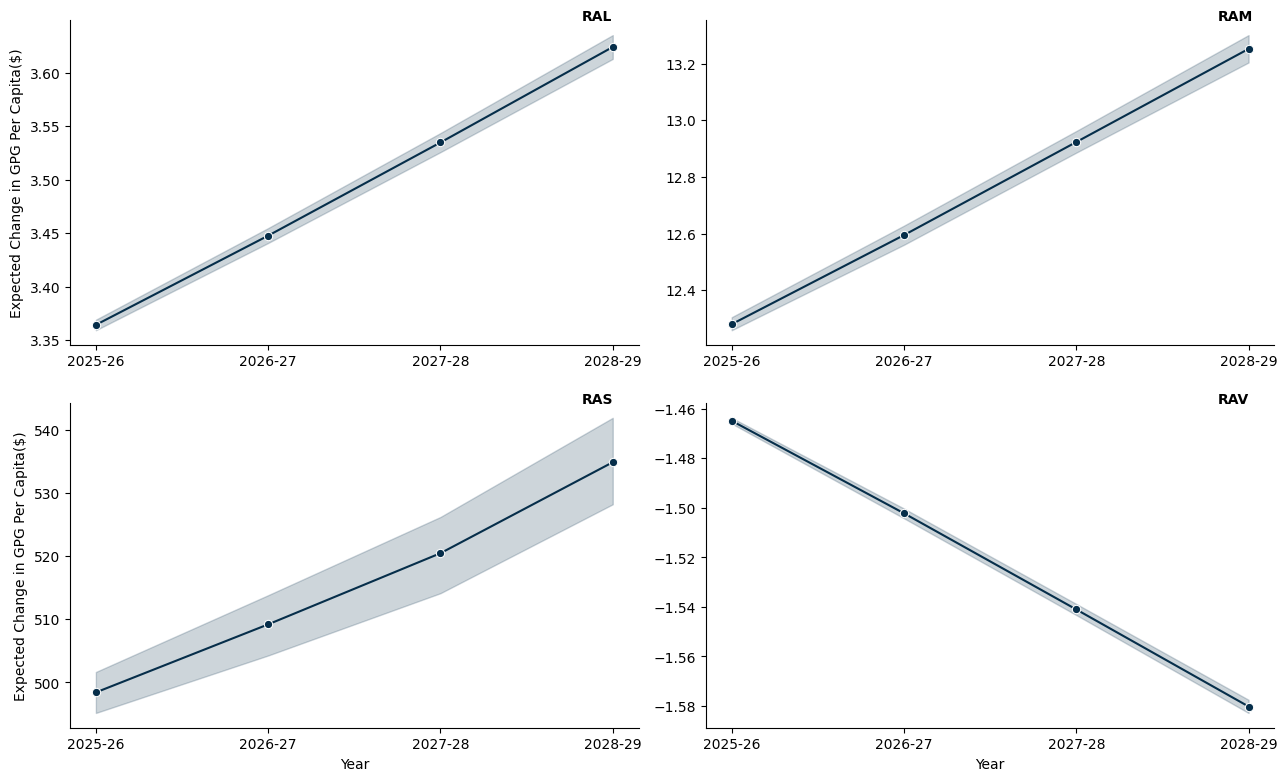 RAL
RAM
Expected Change in GPG Per Capita($)
3.60
3.55
3.50
3.45
3.40
3.35
13.2
13.0
12.8
12.6
12.4
2025-26 2026-27 2027-28 2028-29
2025-26 2026-27 2027-28 2028-29
RAS
RAV
Expected Change in GPG Per Capita($)
540
530
520
510
500
−1.46
−1.48
−1.50
−1.52
−1.54
−1.56
−1.58
2025-26 2026-27 2027-28 2028-29
2025-26 2026-27 2027-28 2028-29
Year
Year